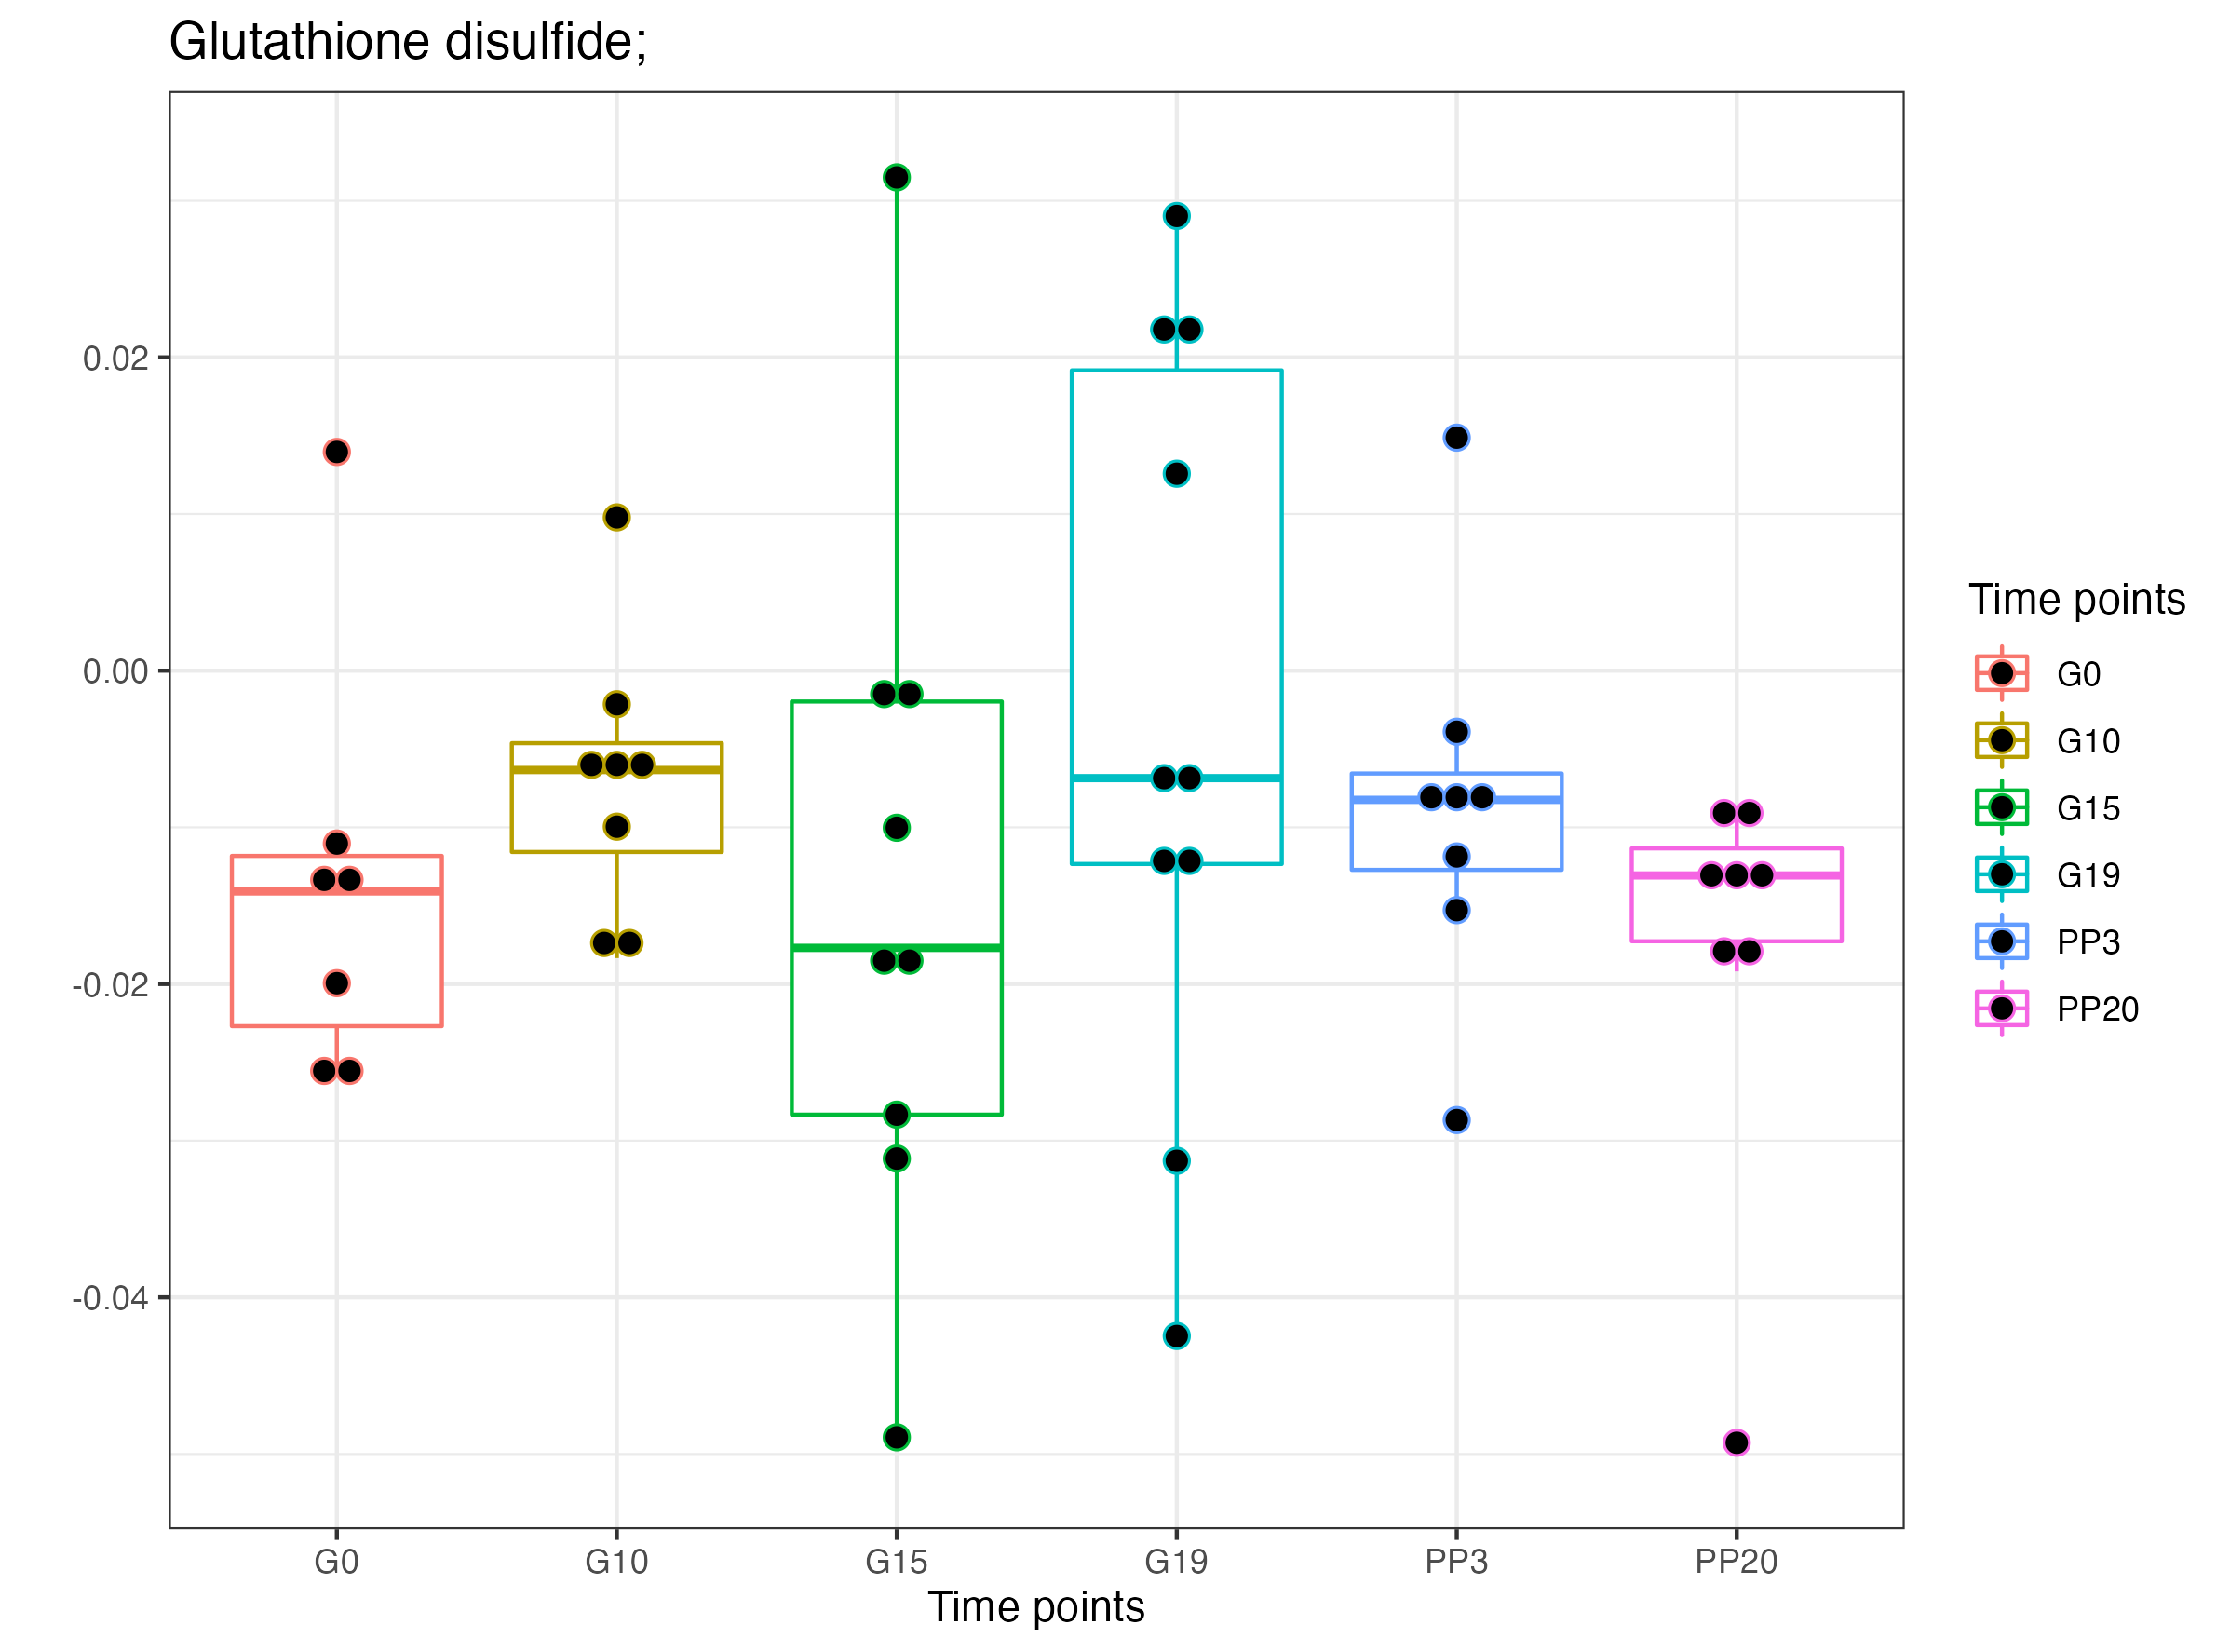 Glutathione disulfide;
0.02
0.00
-0.02
-0.04
G0 G10 G15 G19 PP3 PP20
Time points
Time points
G0
G10
G15
G19
PP3
PP20